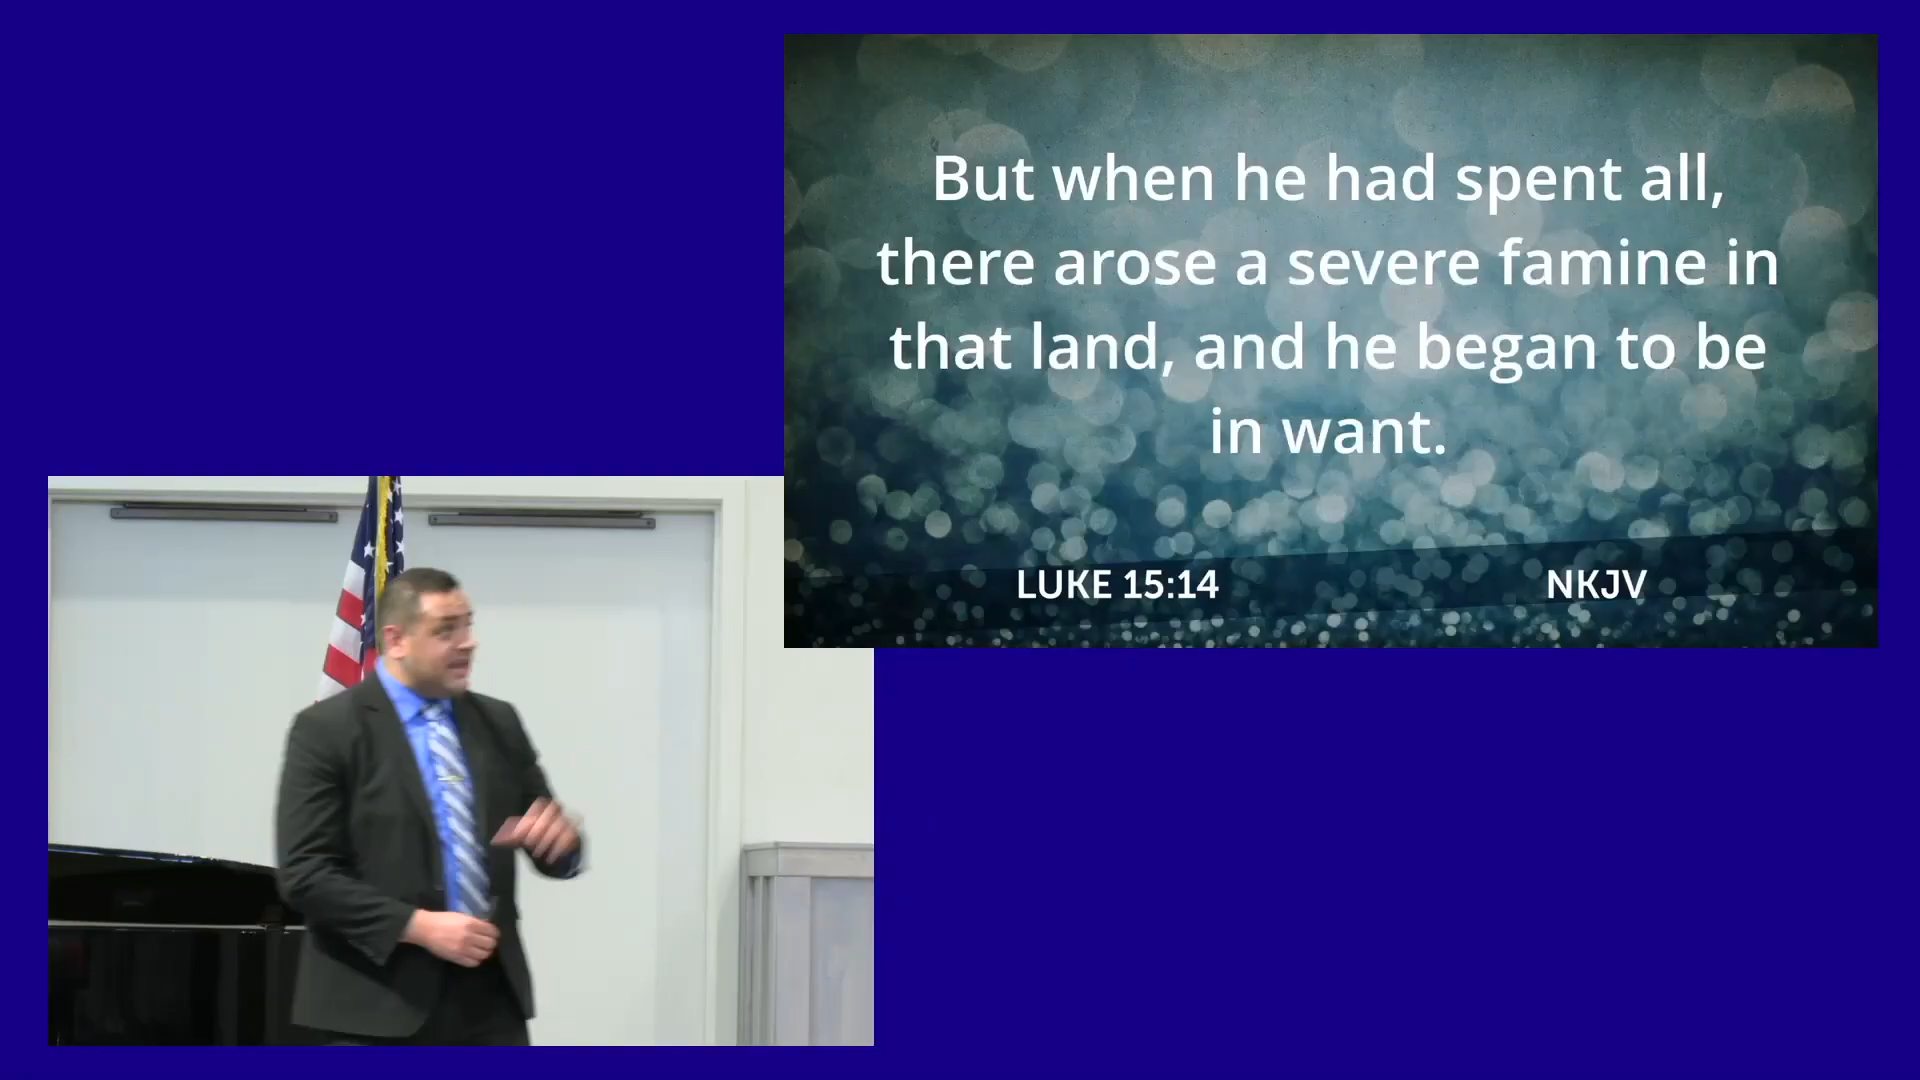 But when he had spent all,
there arose a severe famine in
that land, and he began to be
in want.
LUKE 15:14 NKJV